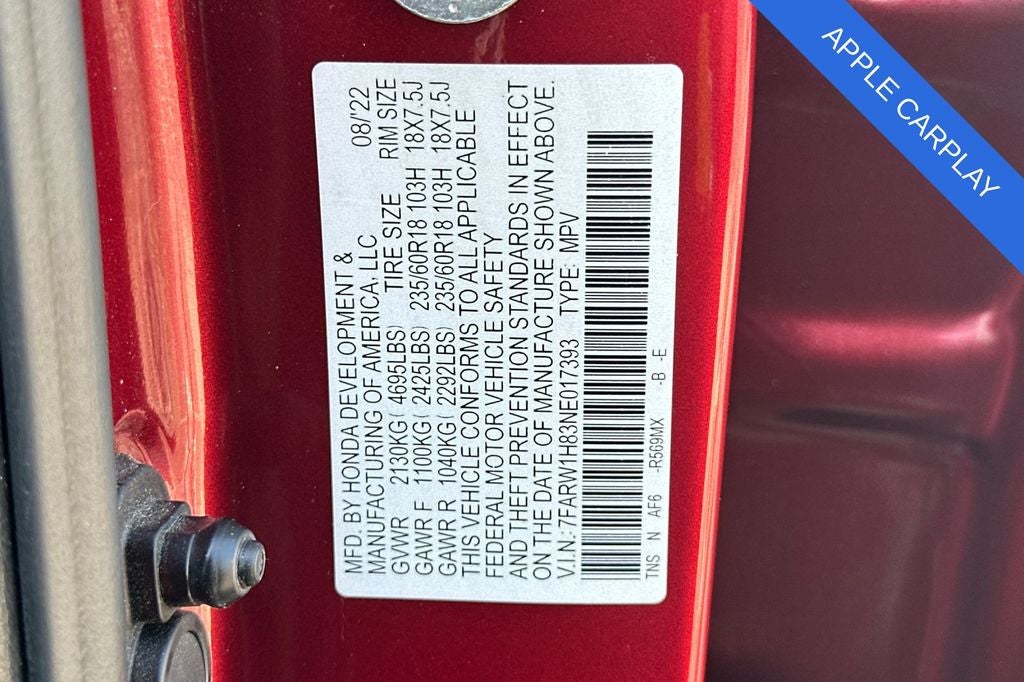 MFD. BY HONDA DEVELOPMENT &
MANUFACTURING OF AMERICA, LLC 08/'22
GVWR 2130KG( 4695LBS) TIRE SIZE RIM SIZE
GAWR F 1100KG( 2425LBS) 235/60R18 103H 18X7.5J
GAWR R 1040KG( 2292LBS) 235/60R18 103H 18X7.5J
THIS VEHICLE CONFORMS TO ALL APPLICABLE
FEDERAL MOTOR VEHICLE SAFETY
AND THEFT PREVENTION STANDARDS IN EFFECT
ON THE DATE OF MANUFACTURE SHOWN ABOVE.
V.I.N.: 7FARW1H83NE017393 TYPE: MPV
TNS N AF6 -R569MX -B -E
APPLE CARPLAY